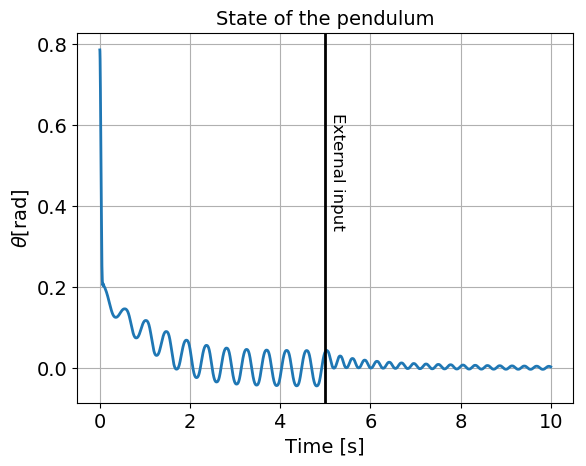 State of the pendulum
0.8
0.6
0.4
0.2
0.0
θ[rad]
External input
0
2
4
6
8
10
Time [s]